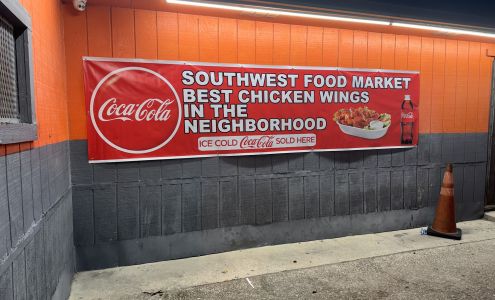 Coca-Cola
SOUTHWEST FOOD MARKET
BEST CHICKEN WINGS
IN THE
NEIGHBORHOOD
ICE COLD Coca-Cola SOLD HERE